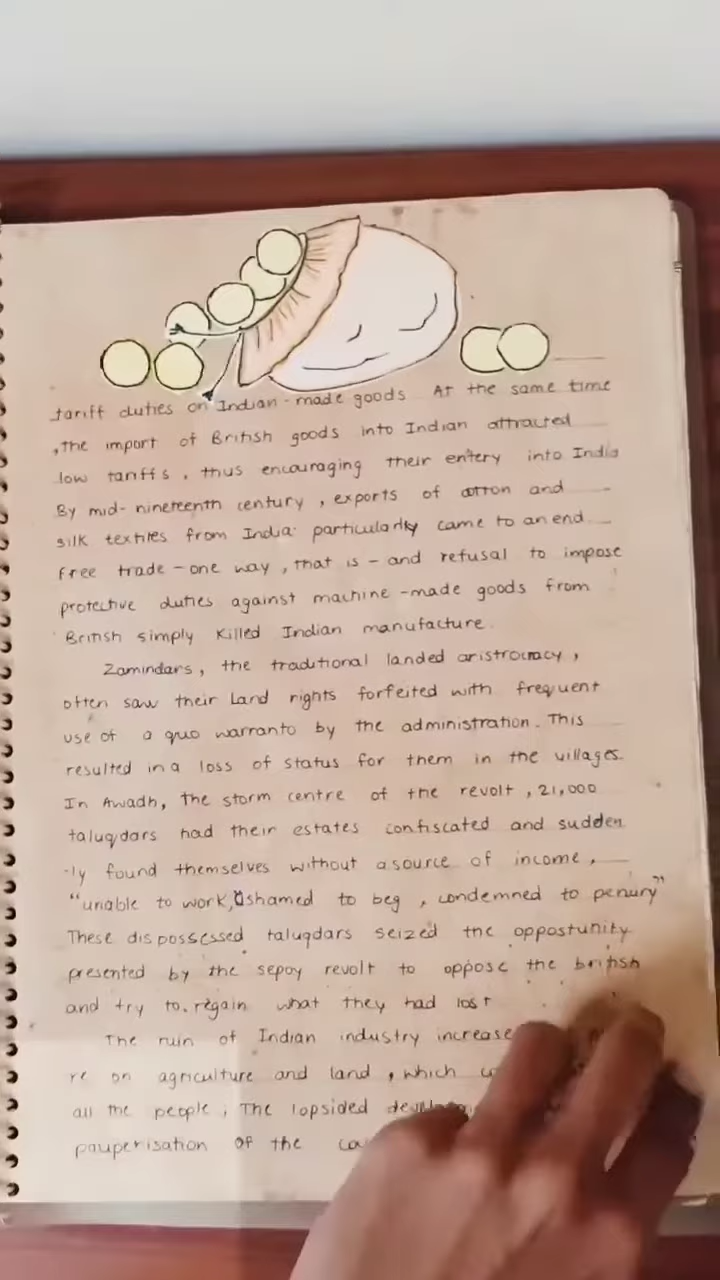 tariff duties on Indian-made goods At the same time
,the import of British goods into Indian attracted
low tariffs, thus encouraging their entery into India
By mid-nineteenth century, exports of cotton and
silk textiles from India particularly came to an end
free trade - one way, that is - and refusal to impose
protective duties against machine-made goods from
British simply killed Indian manufacture.
Zamindars, the traditional landed aristrocracy,
often saw their Land rights forfeited with frequent
use of a quo warranto by the administration. This
resulted in a loss of status for them in the villages.
In Awadh, the storm centre of the revolt, 21,000
taluqdars had their estates confiscated and sudden
-ly found themselves without a source of income,
"unable to work, ashamed to beg, condemned to penury"
These dispossessed taluqdars seized the oppostunity
presented by the sepoy revolt to oppose the british
and try to. regain what they had lost
The ruin of Indian industry increase
re on agriculture and land, which
all the people; The lopsided
pauperisation of the